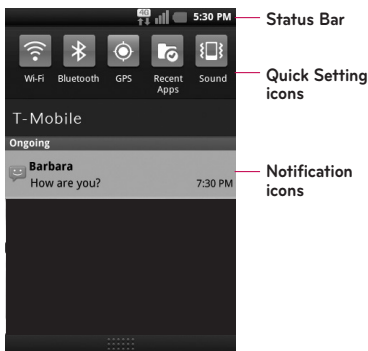 4G 5:30 PM
Status Bar
Wi-Fi Bluetooth GPS Recent Apps Sound
Quick Setting icons
T-Mobile
Ongoing
Barbara
How are you? 7:30 PM
Notification icons